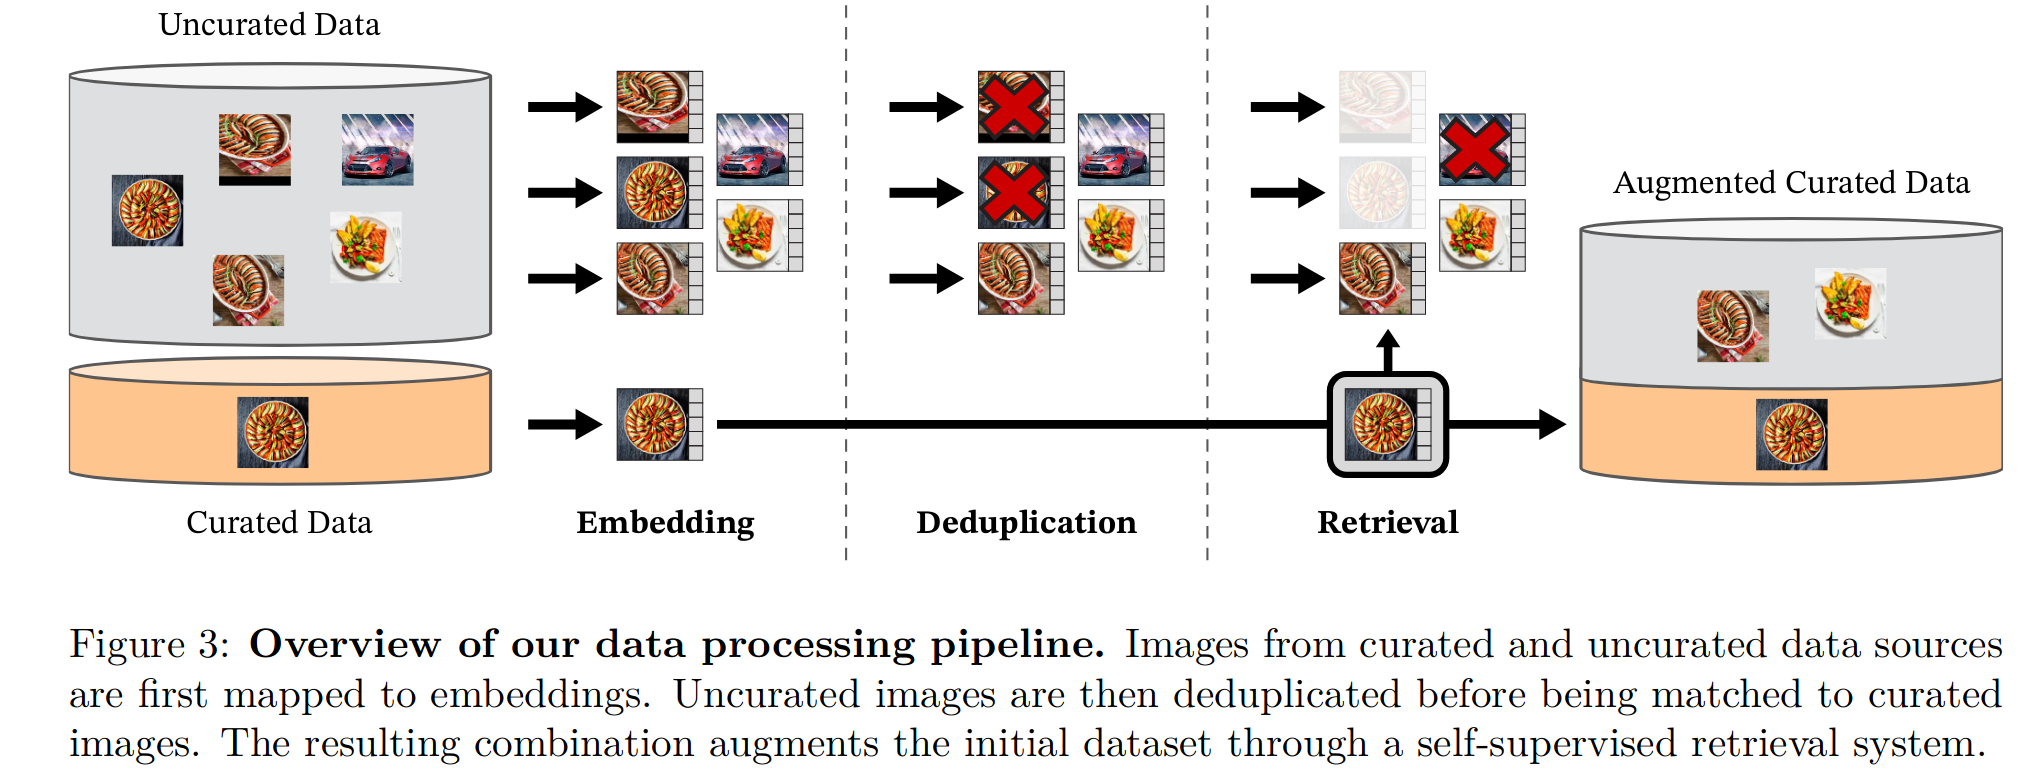 Uncurated Data
Augmented Curated Data
Curated Data
Embedding
Deduplication
Retrieval
Figure 3: Overview of our data processing pipeline. Images from curated and uncurated data sources
are first mapped to embeddings. Uncurated images are then deduplicated before being matched to curated
images. The resulting combination augments the initial dataset through a self-supervised retrieval system.